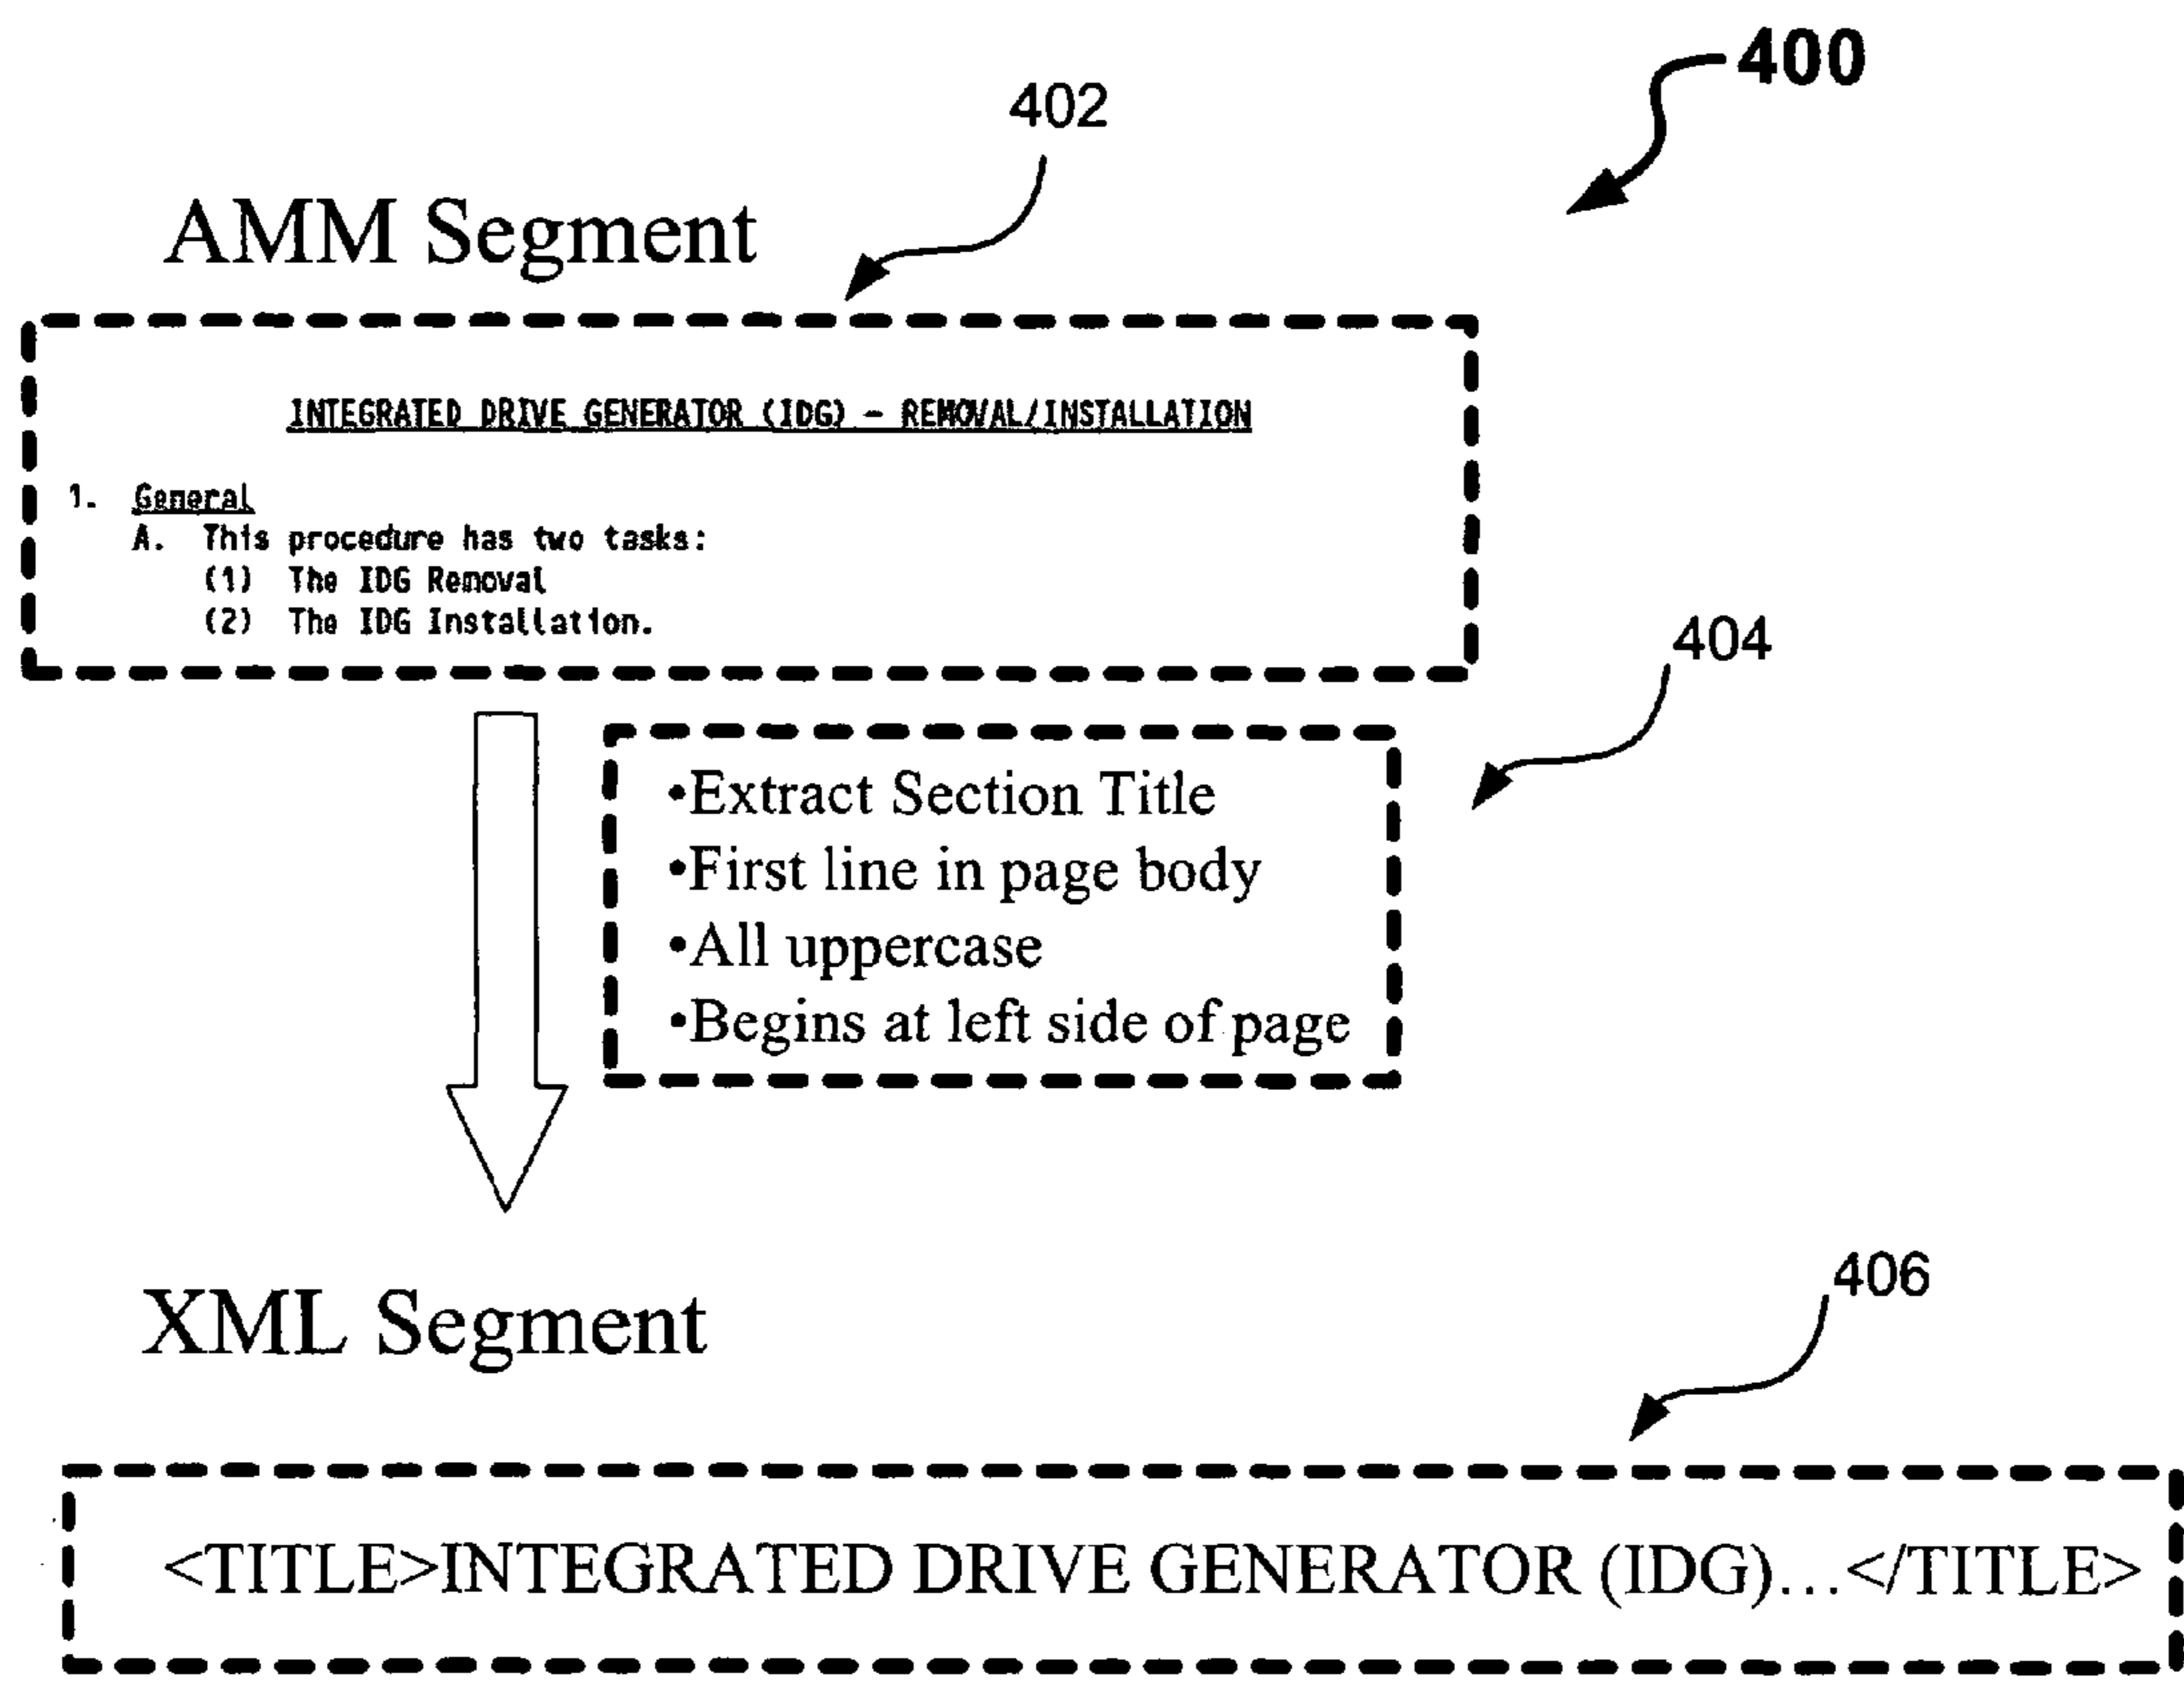 400
402
AMM Segment
INTEGRATED DRIVE GENERATOR (IDG) – REMOVAL/INSTALLATION
1. General
A. This procedure has two tasks:
(1) The IDG Removal
(2) The IDG Installation.
404
•Extract Section Title
•First line in page body
•All uppercase
•Begins at left side of page
406
XML Segment
<TITLE>INTEGRATED DRIVE GENERATOR (IDG)...</TITLE>